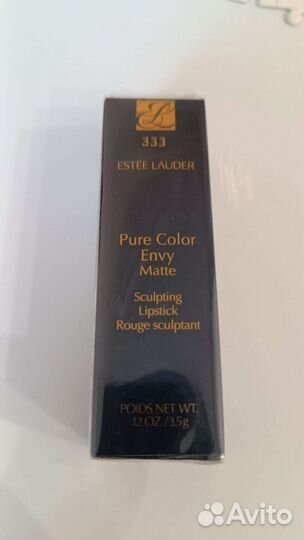 333
ESTĒE LAUDER
Pure Color
Envy
Matte
Sculpting
Lipstick
Rouge sculptant
POIDS NET WT.
.12 OZ./3.5g
Avito